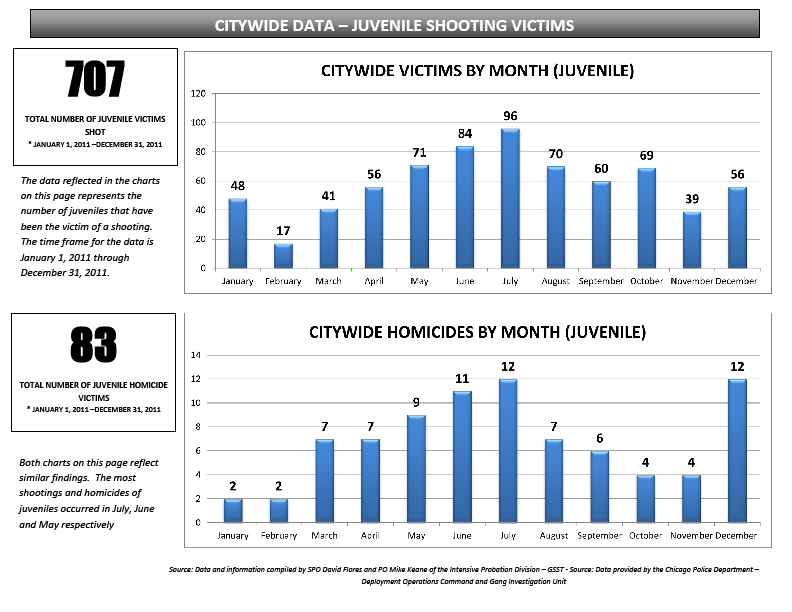 CITYWIDE DATA – JUVENILE SHOOTING VICTIMS
707
TOTAL NUMBER OF JUVENILE VICTIMS
SHOT
* JANUARY 1, 2011 –DECEMBER 31, 2011
The data reflected in the charts
on this page represents the
number of juveniles that have
been the victim of a shooting.
The time frame for the data is
January 1, 2011 through
December 31, 2011.
CITYWIDE VICTIMS BY MONTH (JUVENILE)
120
100
80
60
40
20
0
48 17 41 56 71 84 96 70 60 69 39 56
January February March April May June July August September October November December
83
TOTAL NUMBER OF JUVENILE HOMICIDE
VICTIMS
* JANUARY 1, 2011 –DECEMBER 31, 2011
Both charts on this page reflect
similar findings. The most
shootings and homicides of
juveniles occurred in July, June
and May respectively
CITYWIDE HOMICIDES BY MONTH (JUVENILE)
14
12
10
8
6
4
2
0
2 2 7 7 9 11 12 7 6 4 4 12
January February March April May June July August September October November December
Source: Data and information compiled by SPO David Flores and PO Mike Keane of the Intensive Probation Division – GSST - Source: Data provided by the Chicago Police Department –
Deployment Operations Command and Gang Investigation Unit